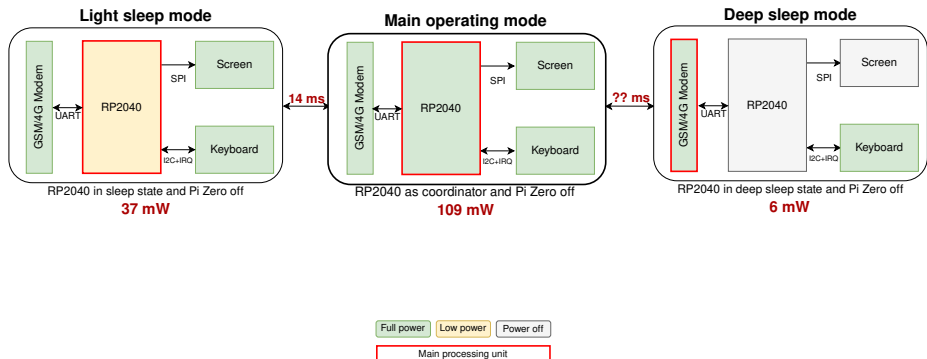 Light sleep mode
GSM/4G Modem
UART
RP2040
SPI
Screen
I2C+IRQ
Keyboard
RP2040 in sleep state and Pi Zero off
37 mW
14 ms
Main operating mode
GSM/4G Modem
UART
RP2040
SPI
Screen
I2C+IRQ
Keyboard
RP2040 as coordinator and Pi Zero off
109 mW
?? ms
Deep sleep mode
GSM/4G Modem
UART
RP2040
SPI
Screen
I2C+IRQ
Keyboard
RP2040 in deep sleep state and Pi Zero off
6 mW
Full power
Low power
Power off
Main processing unit